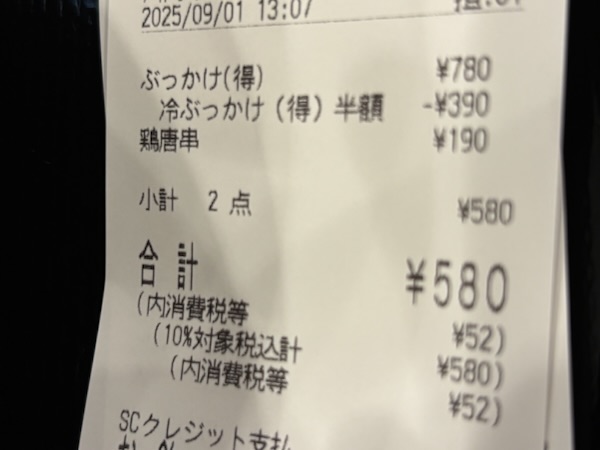 2025/09/01 13:07
ぶっかけ(得) ¥780
冷ぶっかけ(得)半額 -¥390
鶏唐串 ¥190
小計 2点 ¥580
合計 ¥580
(内消費税等 ¥52)
(10%対象税込計 ¥580)
(内消費税等 ¥52)
SCクレジット支払